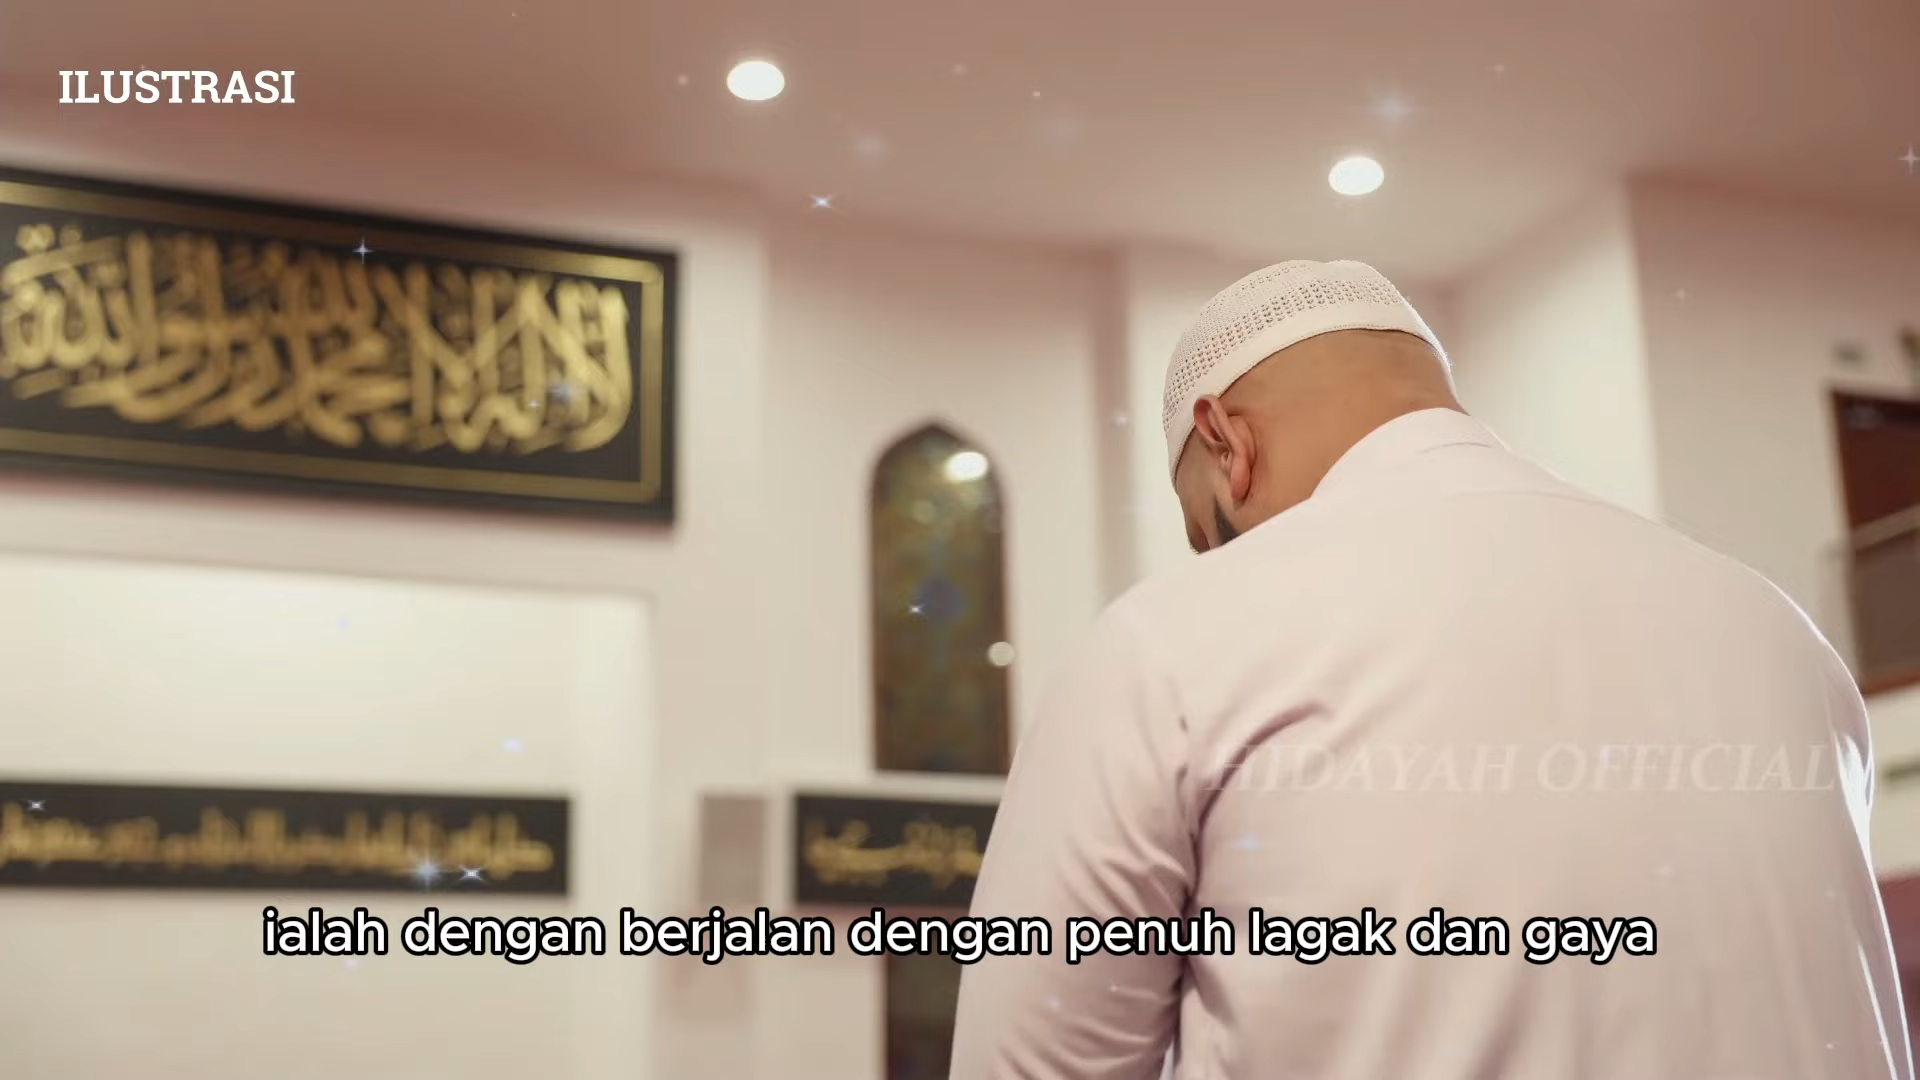 ILUSTRASI
لا إله إلا الله محمد رسول الله
HIDAYAH OFFICIAL
ialah dengan berjalan dengan penuh lagak dan gaya